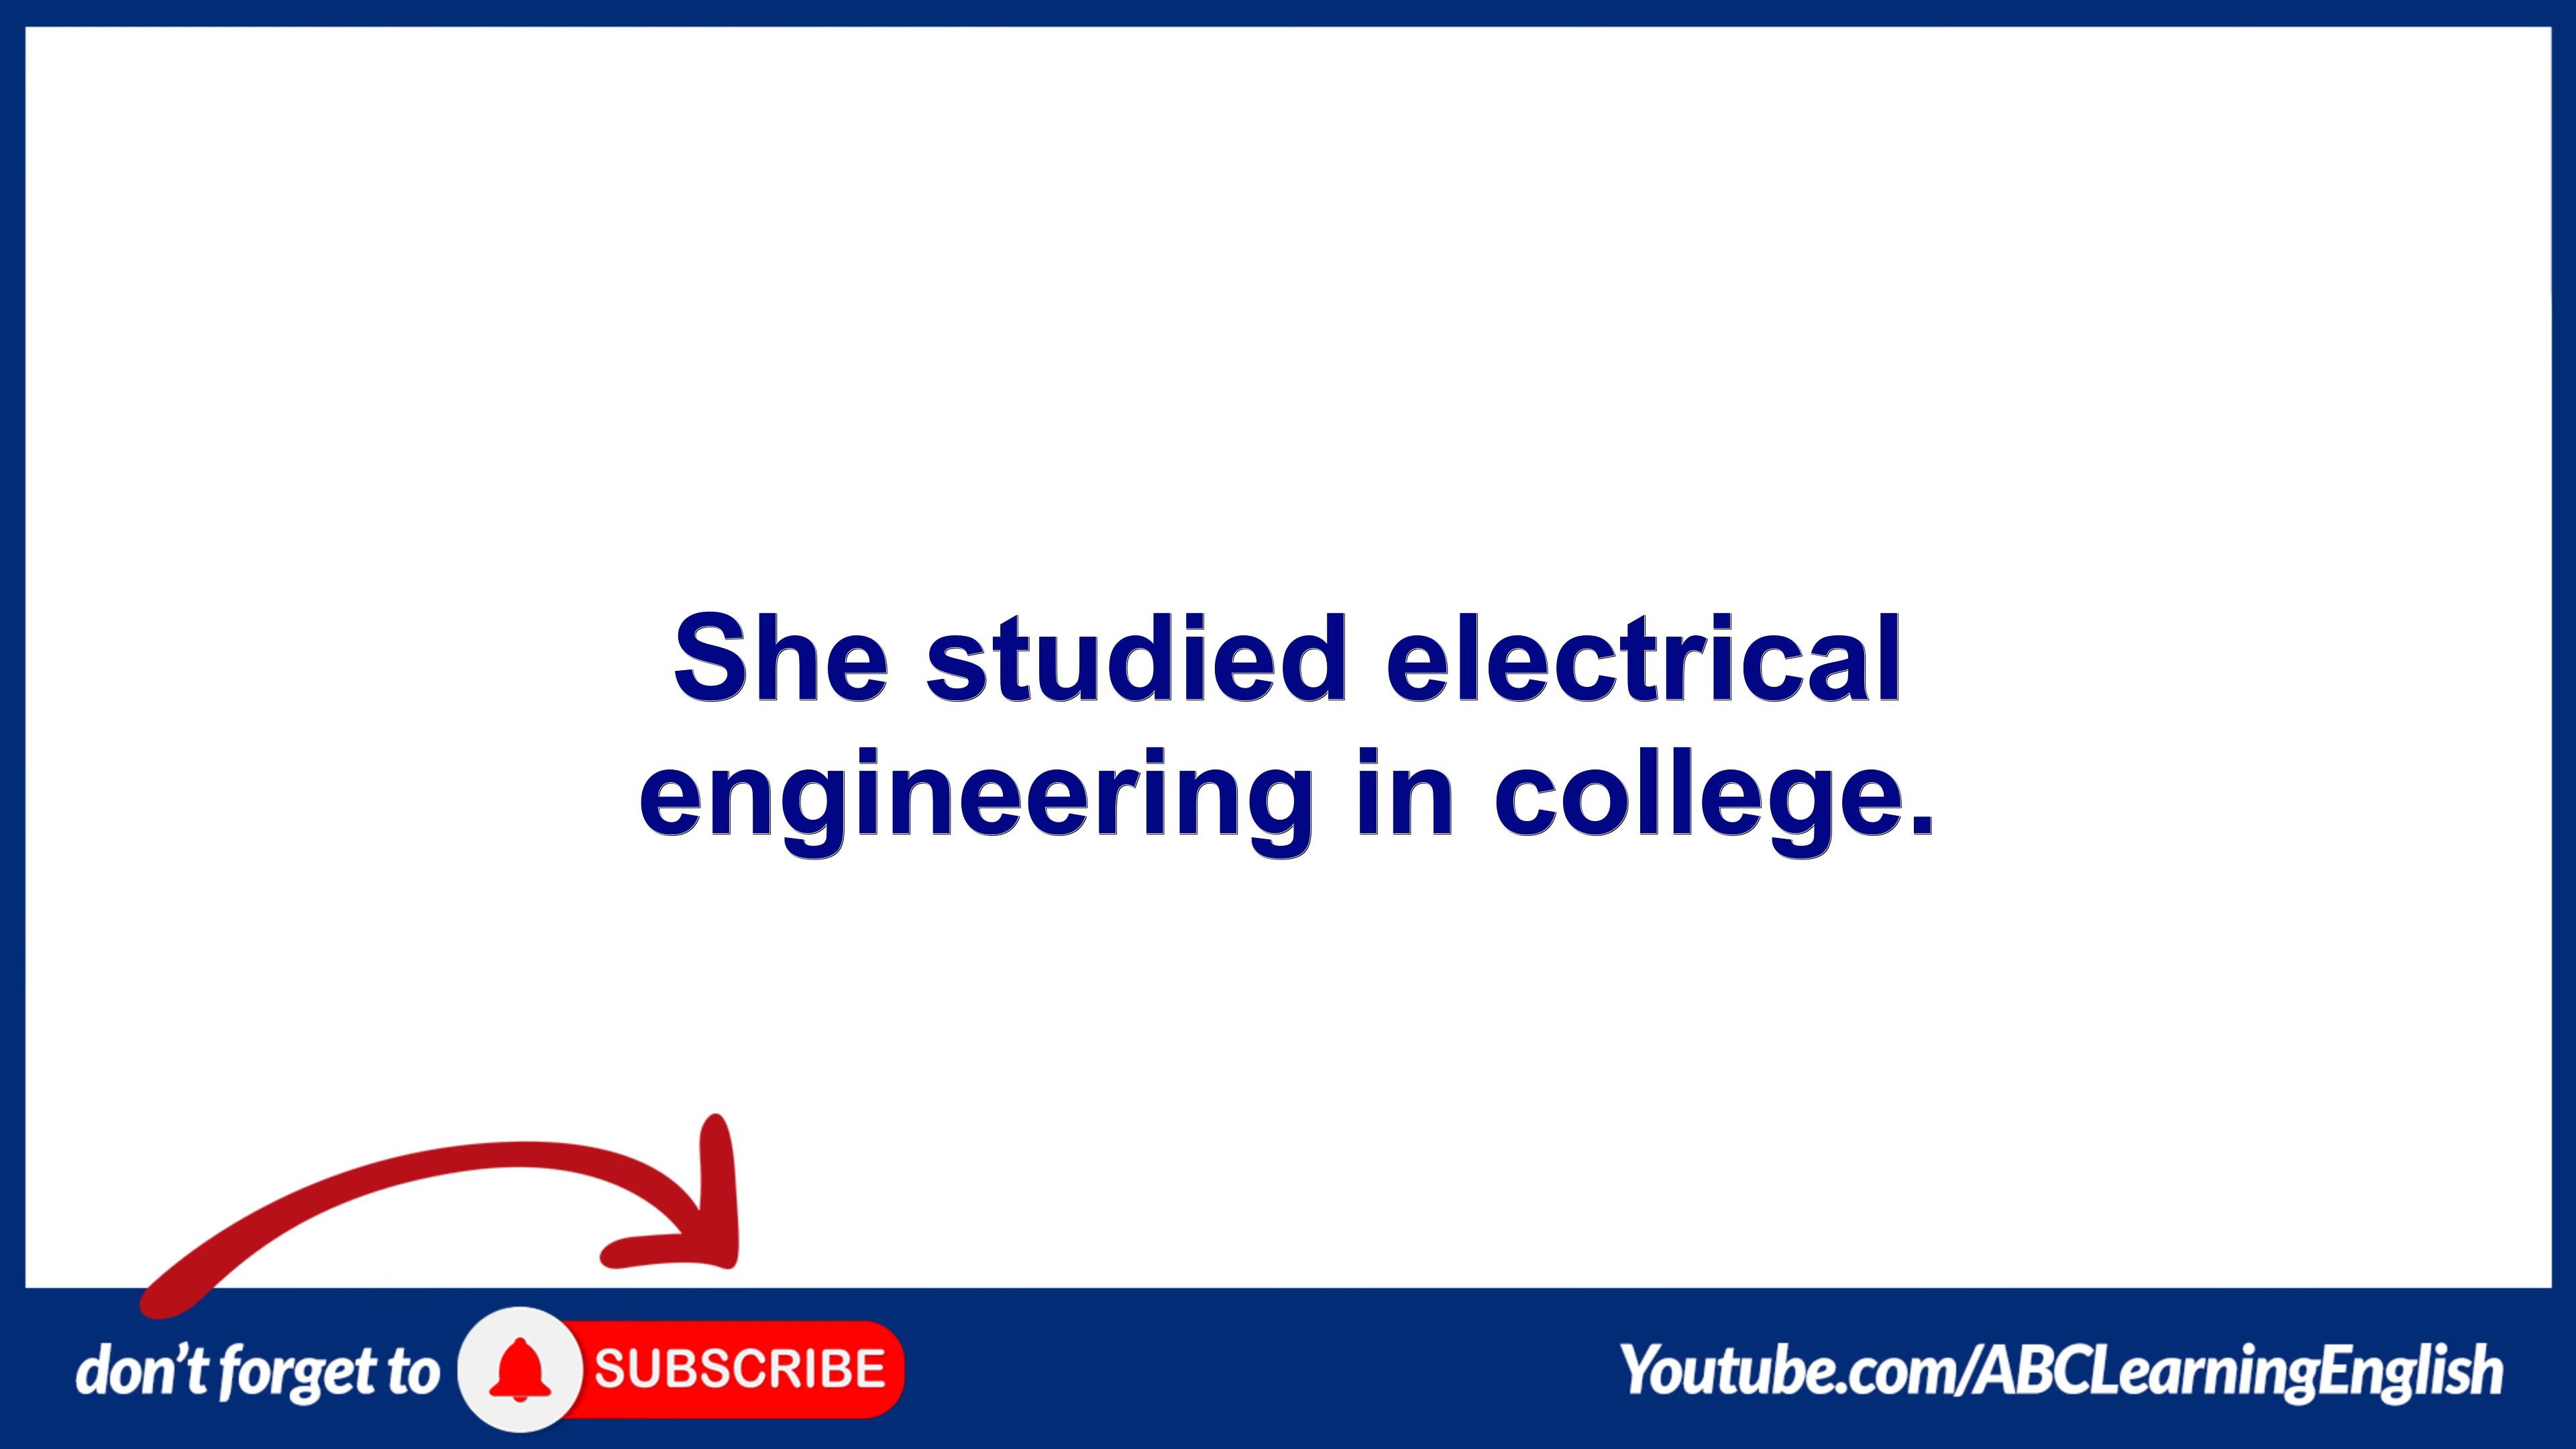 She studied electrical
engineering in college.
don't forget to SUBSCRIBE
Youtube.com/ABCLearningEnglish